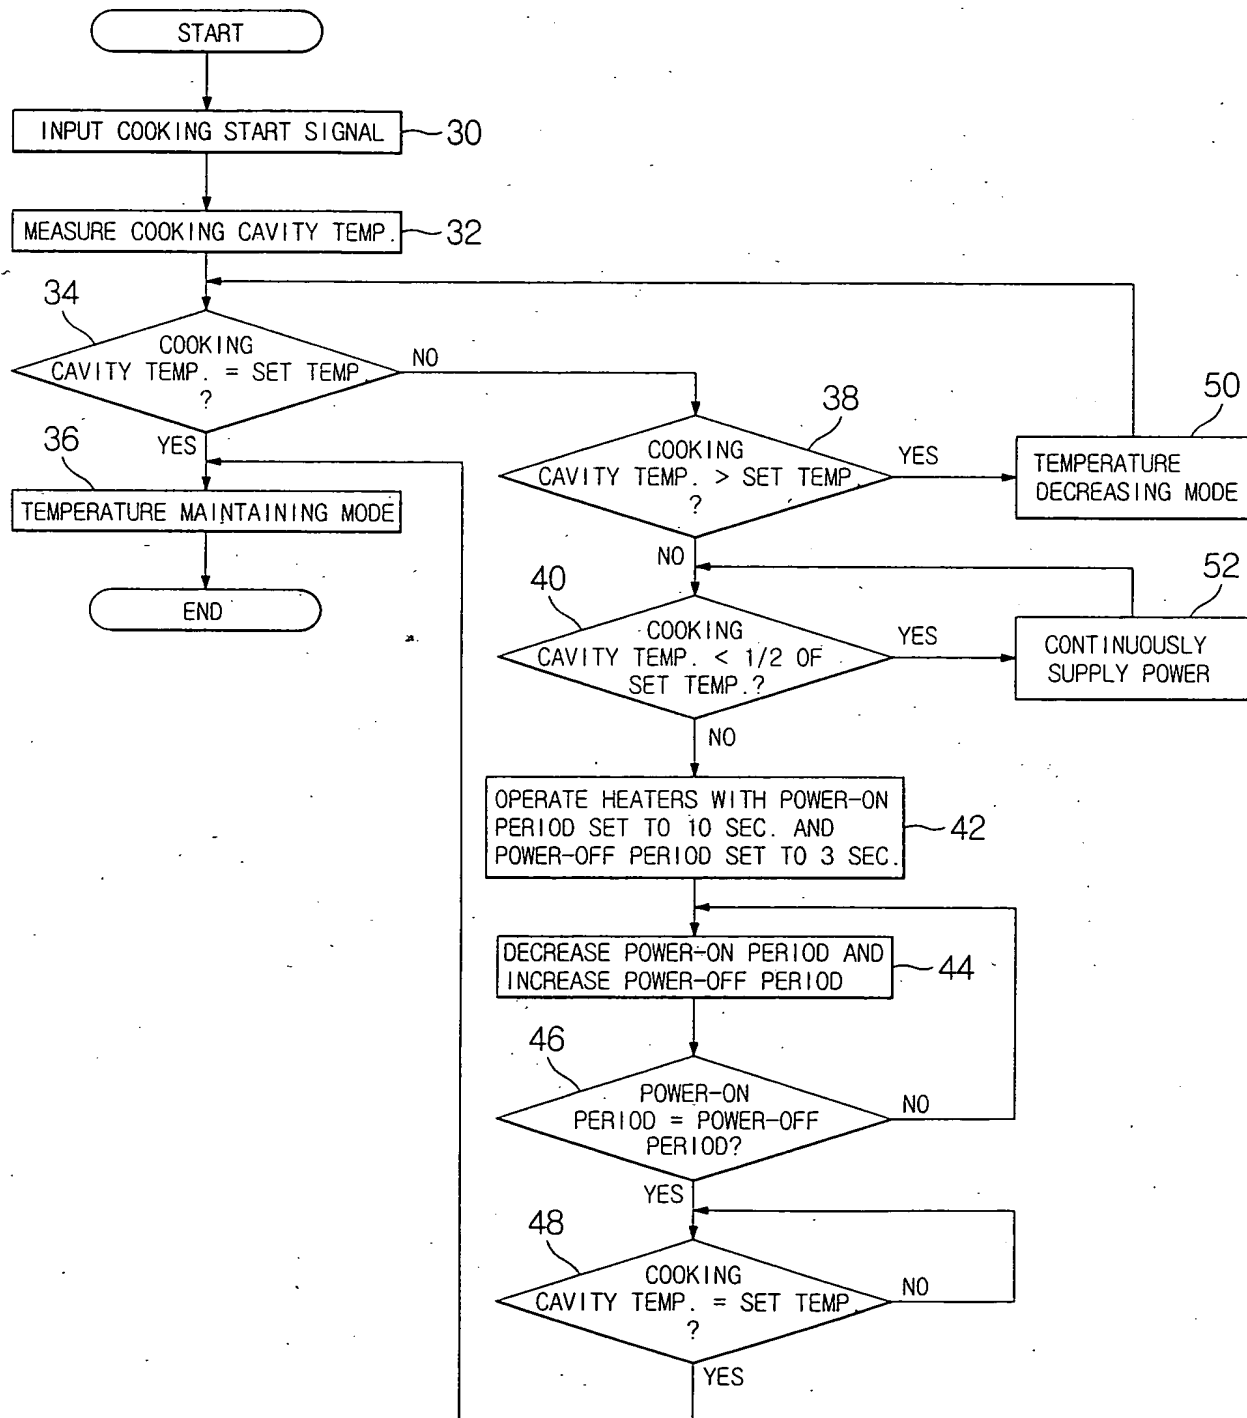 START
INPUT COOKING START SIGNAL
30
MEASURE COOKING CAVITY TEMP.
32
34
COOKING
CAVITY TEMP. = SET TEMP.
?
NO
YES
36
TEMPERATURE MAINTAINING MODE
END
38
COOKING
CAVITY TEMP. > SET TEMP.
?
YES
50
TEMPERATURE
DECREASING MODE
NO
40
COOKING
CAVITY TEMP. < 1/2 OF
SET TEMP.?
YES
52
CONTINUOUSLY
SUPPLY POWER
NO
OPERATE HEATERS WITH POWER-ON
PERIOD SET TO 10 SEC. AND
POWER-OFF PERIOD SET TO 3 SEC.
42
DECREASE POWER-ON PERIOD AND
INCREASE POWER-OFF PERIOD
44
46
POWER-ON
PERIOD = POWER-OFF
PERIOD?
NO
YES
48
COOKING
CAVITY TEMP. = SET TEMP.
?
NO
YES